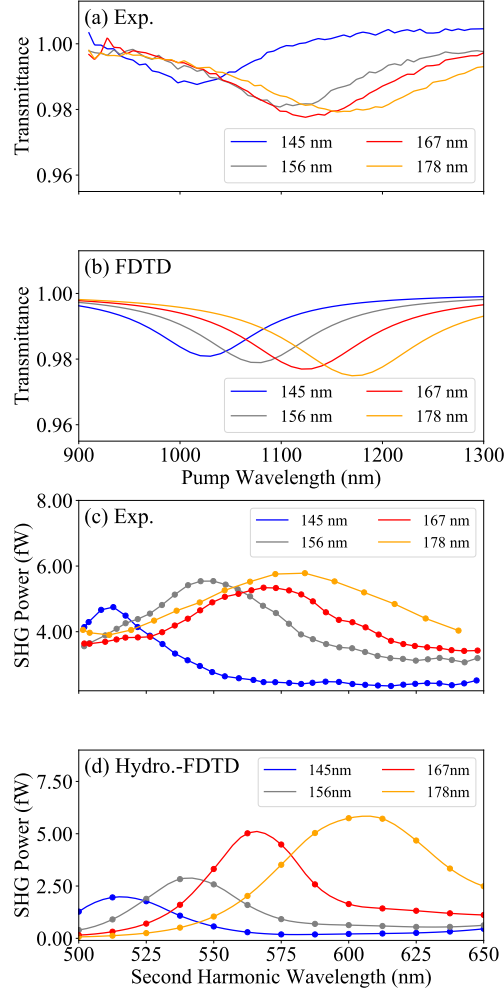 (a) Exp.
Transmittance
1.00
0.98
0.96
145 nm 167 nm
156 nm 178 nm
(b) FDTD
Transmittance
1.00
0.98
0.96
145 nm 167 nm
156 nm 178 nm
900 1000 1100 1200 1300
Pump Wavelength (nm)
(c) Exp.
SHG Power (fW)
8.00
6.00
4.00
145 nm 167 nm
156 nm 178 nm
(d) Hydro.-FDTD
SHG Power (fW)
7.50
5.00
2.50
0.00
145nm 167nm
156nm 178nm
500 525 550 575 600 625 650
Second Harmonic Wavelength (nm)